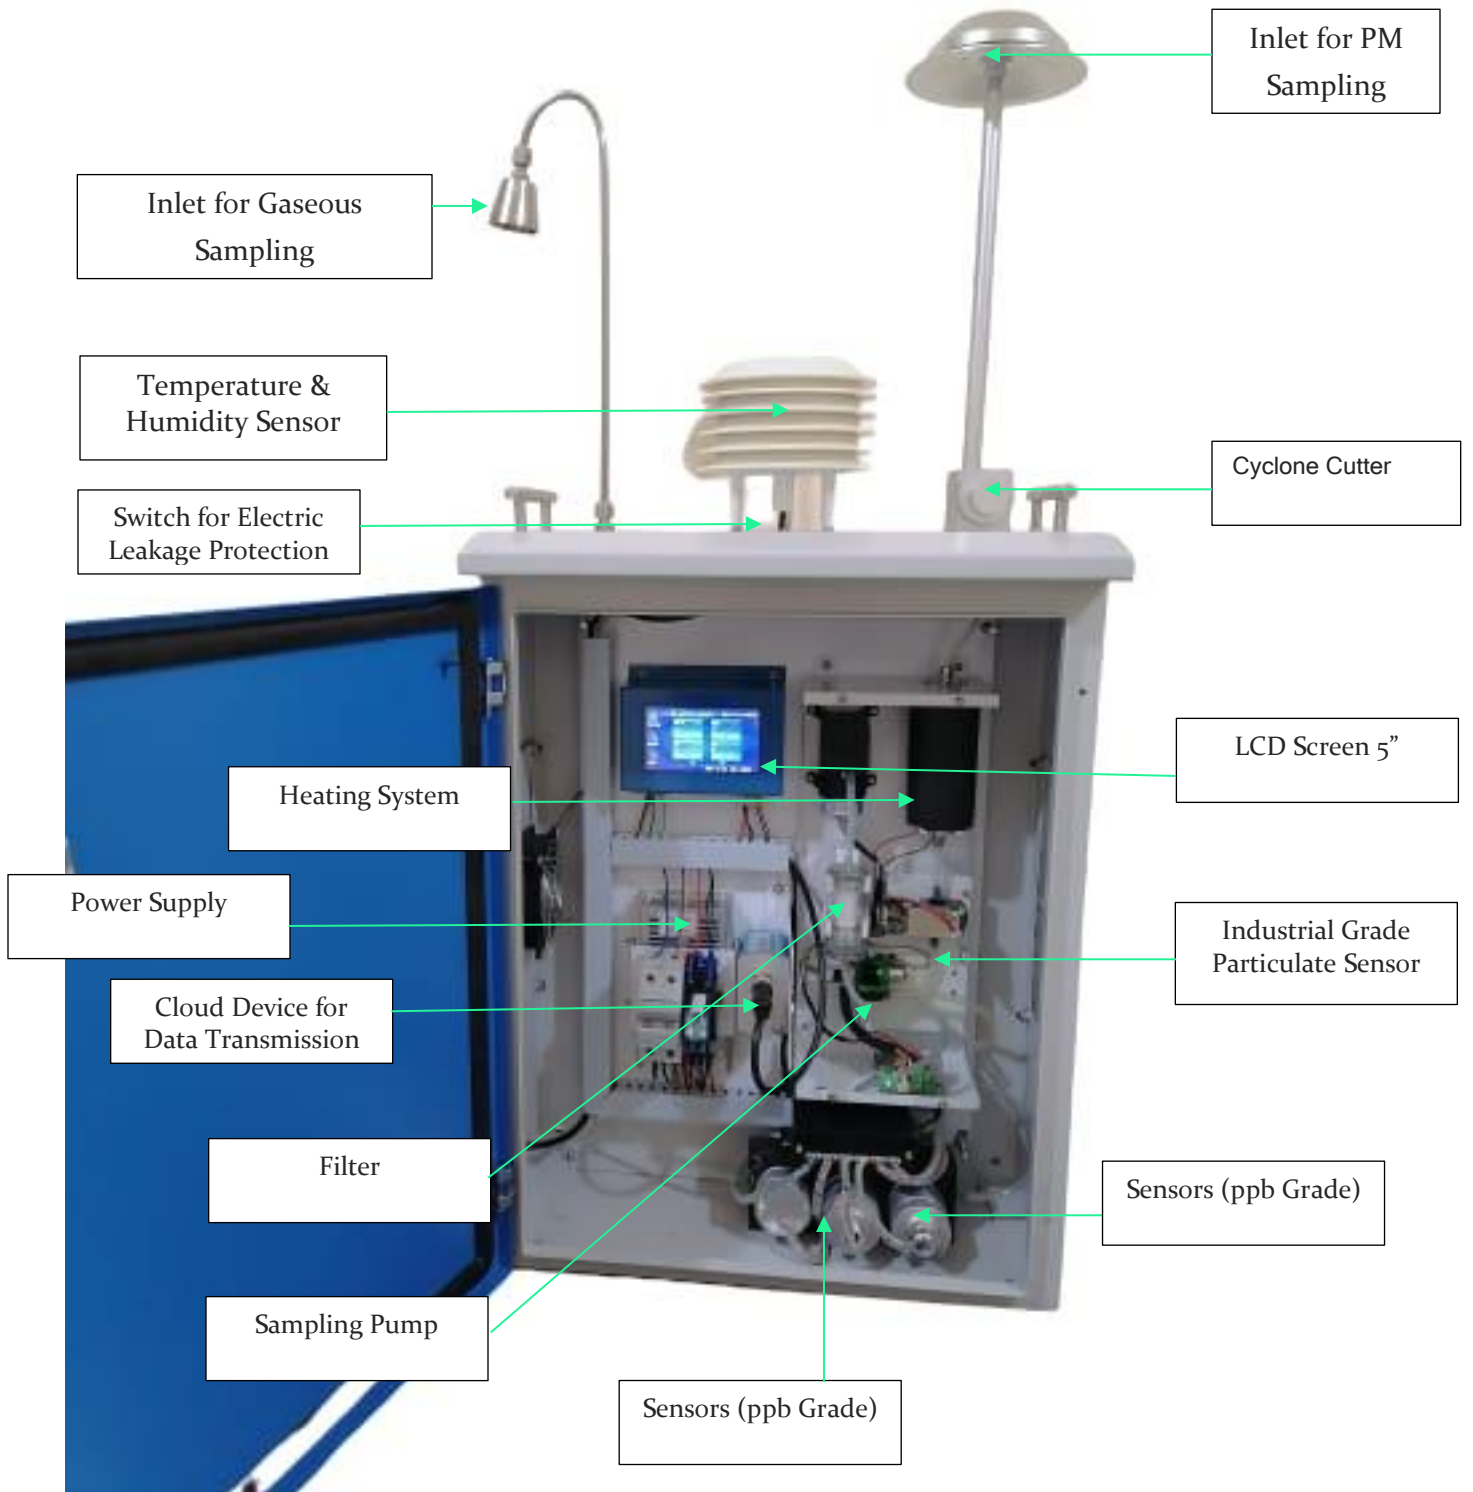 Inlet for PM
Sampling
Inlet for Gaseous
Sampling
Temperature &
Humidity Sensor
Cyclone Cutter
Switch for Electric
Leakage Protection
LCD Screen 5”
Heating System
Power Supply
Industrial Grade
Particulate Sensor
Cloud Device for
Data Transmission
Filter
Sensors (ppb Grade)
Sampling Pump
Sensors (ppb Grade)